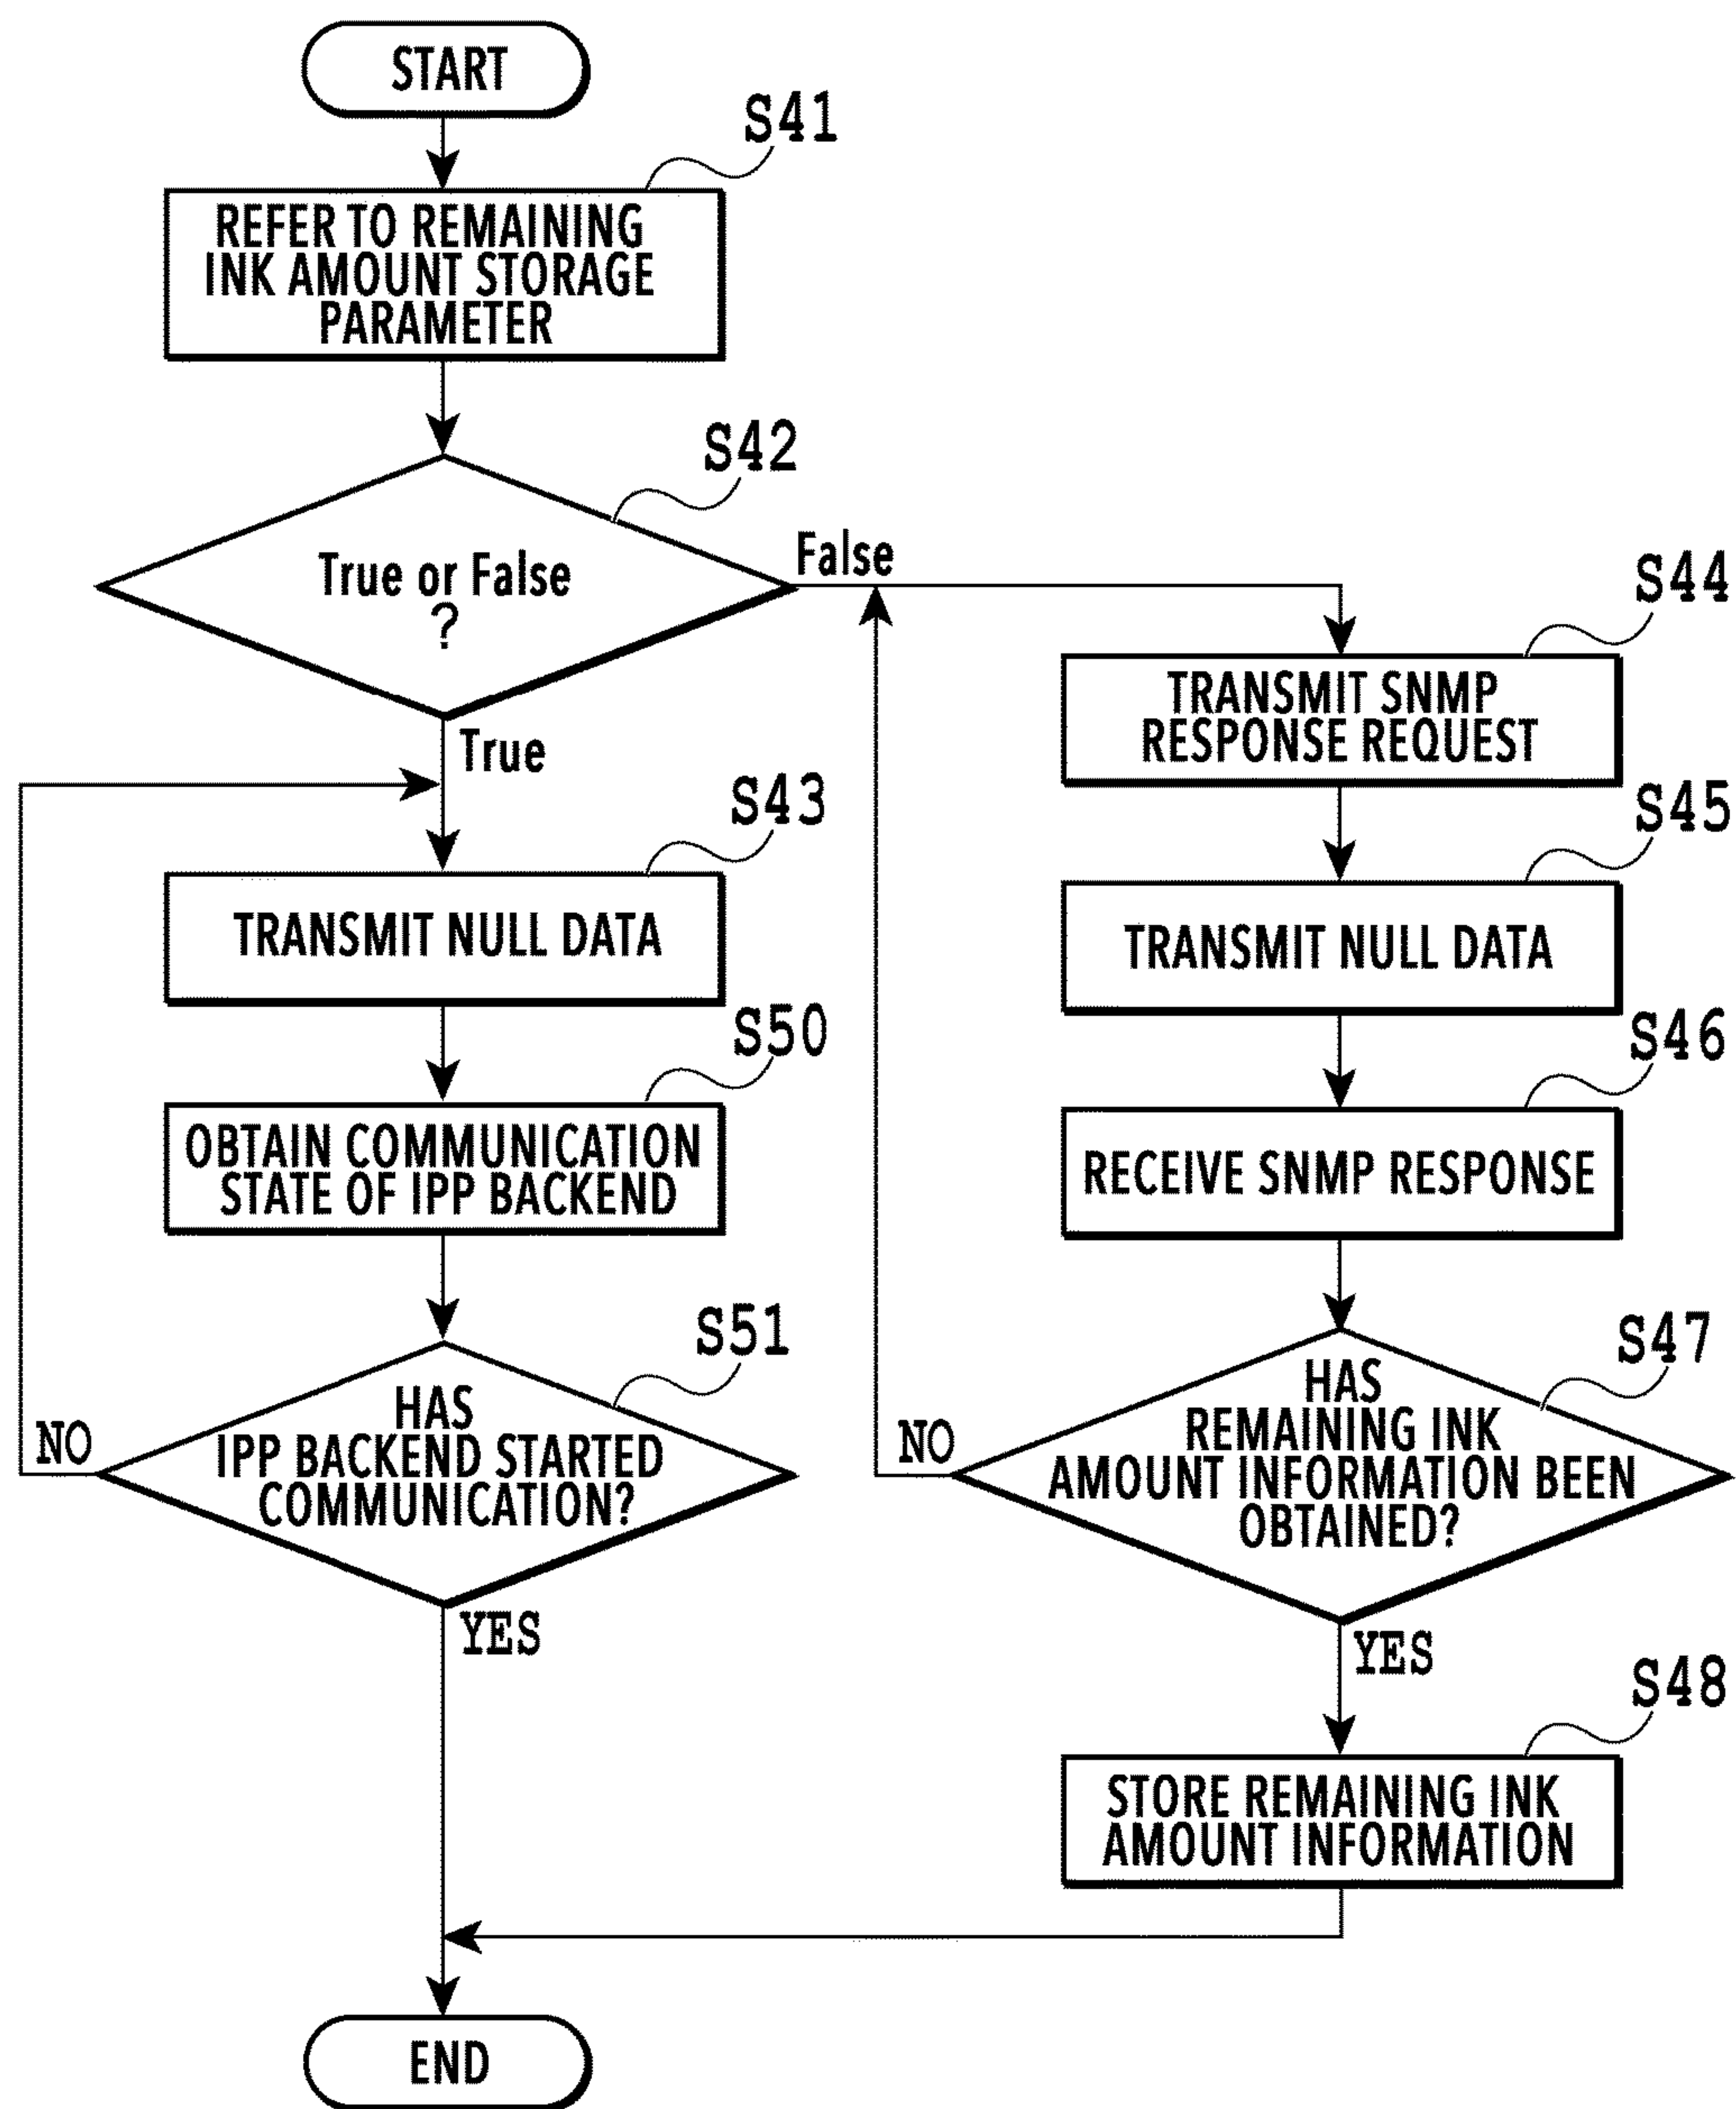 START
S41
REFER TO REMAINING
INK AMOUNT STORAGE
PARAMETER
S42
True or False
?
False
True
S43
TRANSMIT NULL DATA
S50
OBTAIN COMMUNICATION
STATE OF IPP BACKEND
S51
HAS
IPP BACKEND STARTED
COMMUNICATION?
NO
YES
S44
TRANSMIT SNMP
RESPONSE REQUEST
S45
TRANSMIT NULL DATA
S46
RECEIVE SNMP RESPONSE
S47
HAS
REMAINING INK
AMOUNT INFORMATION BEEN
OBTAINED?
NO
YES
S48
STORE REMAINING INK
AMOUNT INFORMATION
END